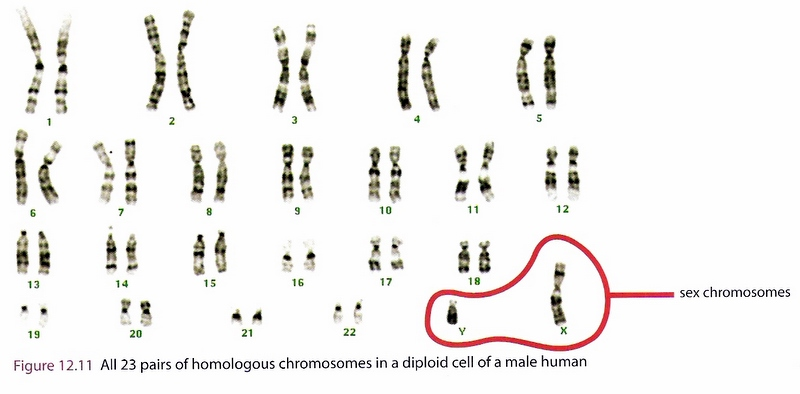 1 2 3 4 5
6 7 8 9 10 11 12
13 14 15 16 17 18
sex chromosomes
19 20 21 22 Y X
Figure 12.11 All 23 pairs of homologous chromosomes in a diploid cell of a male human